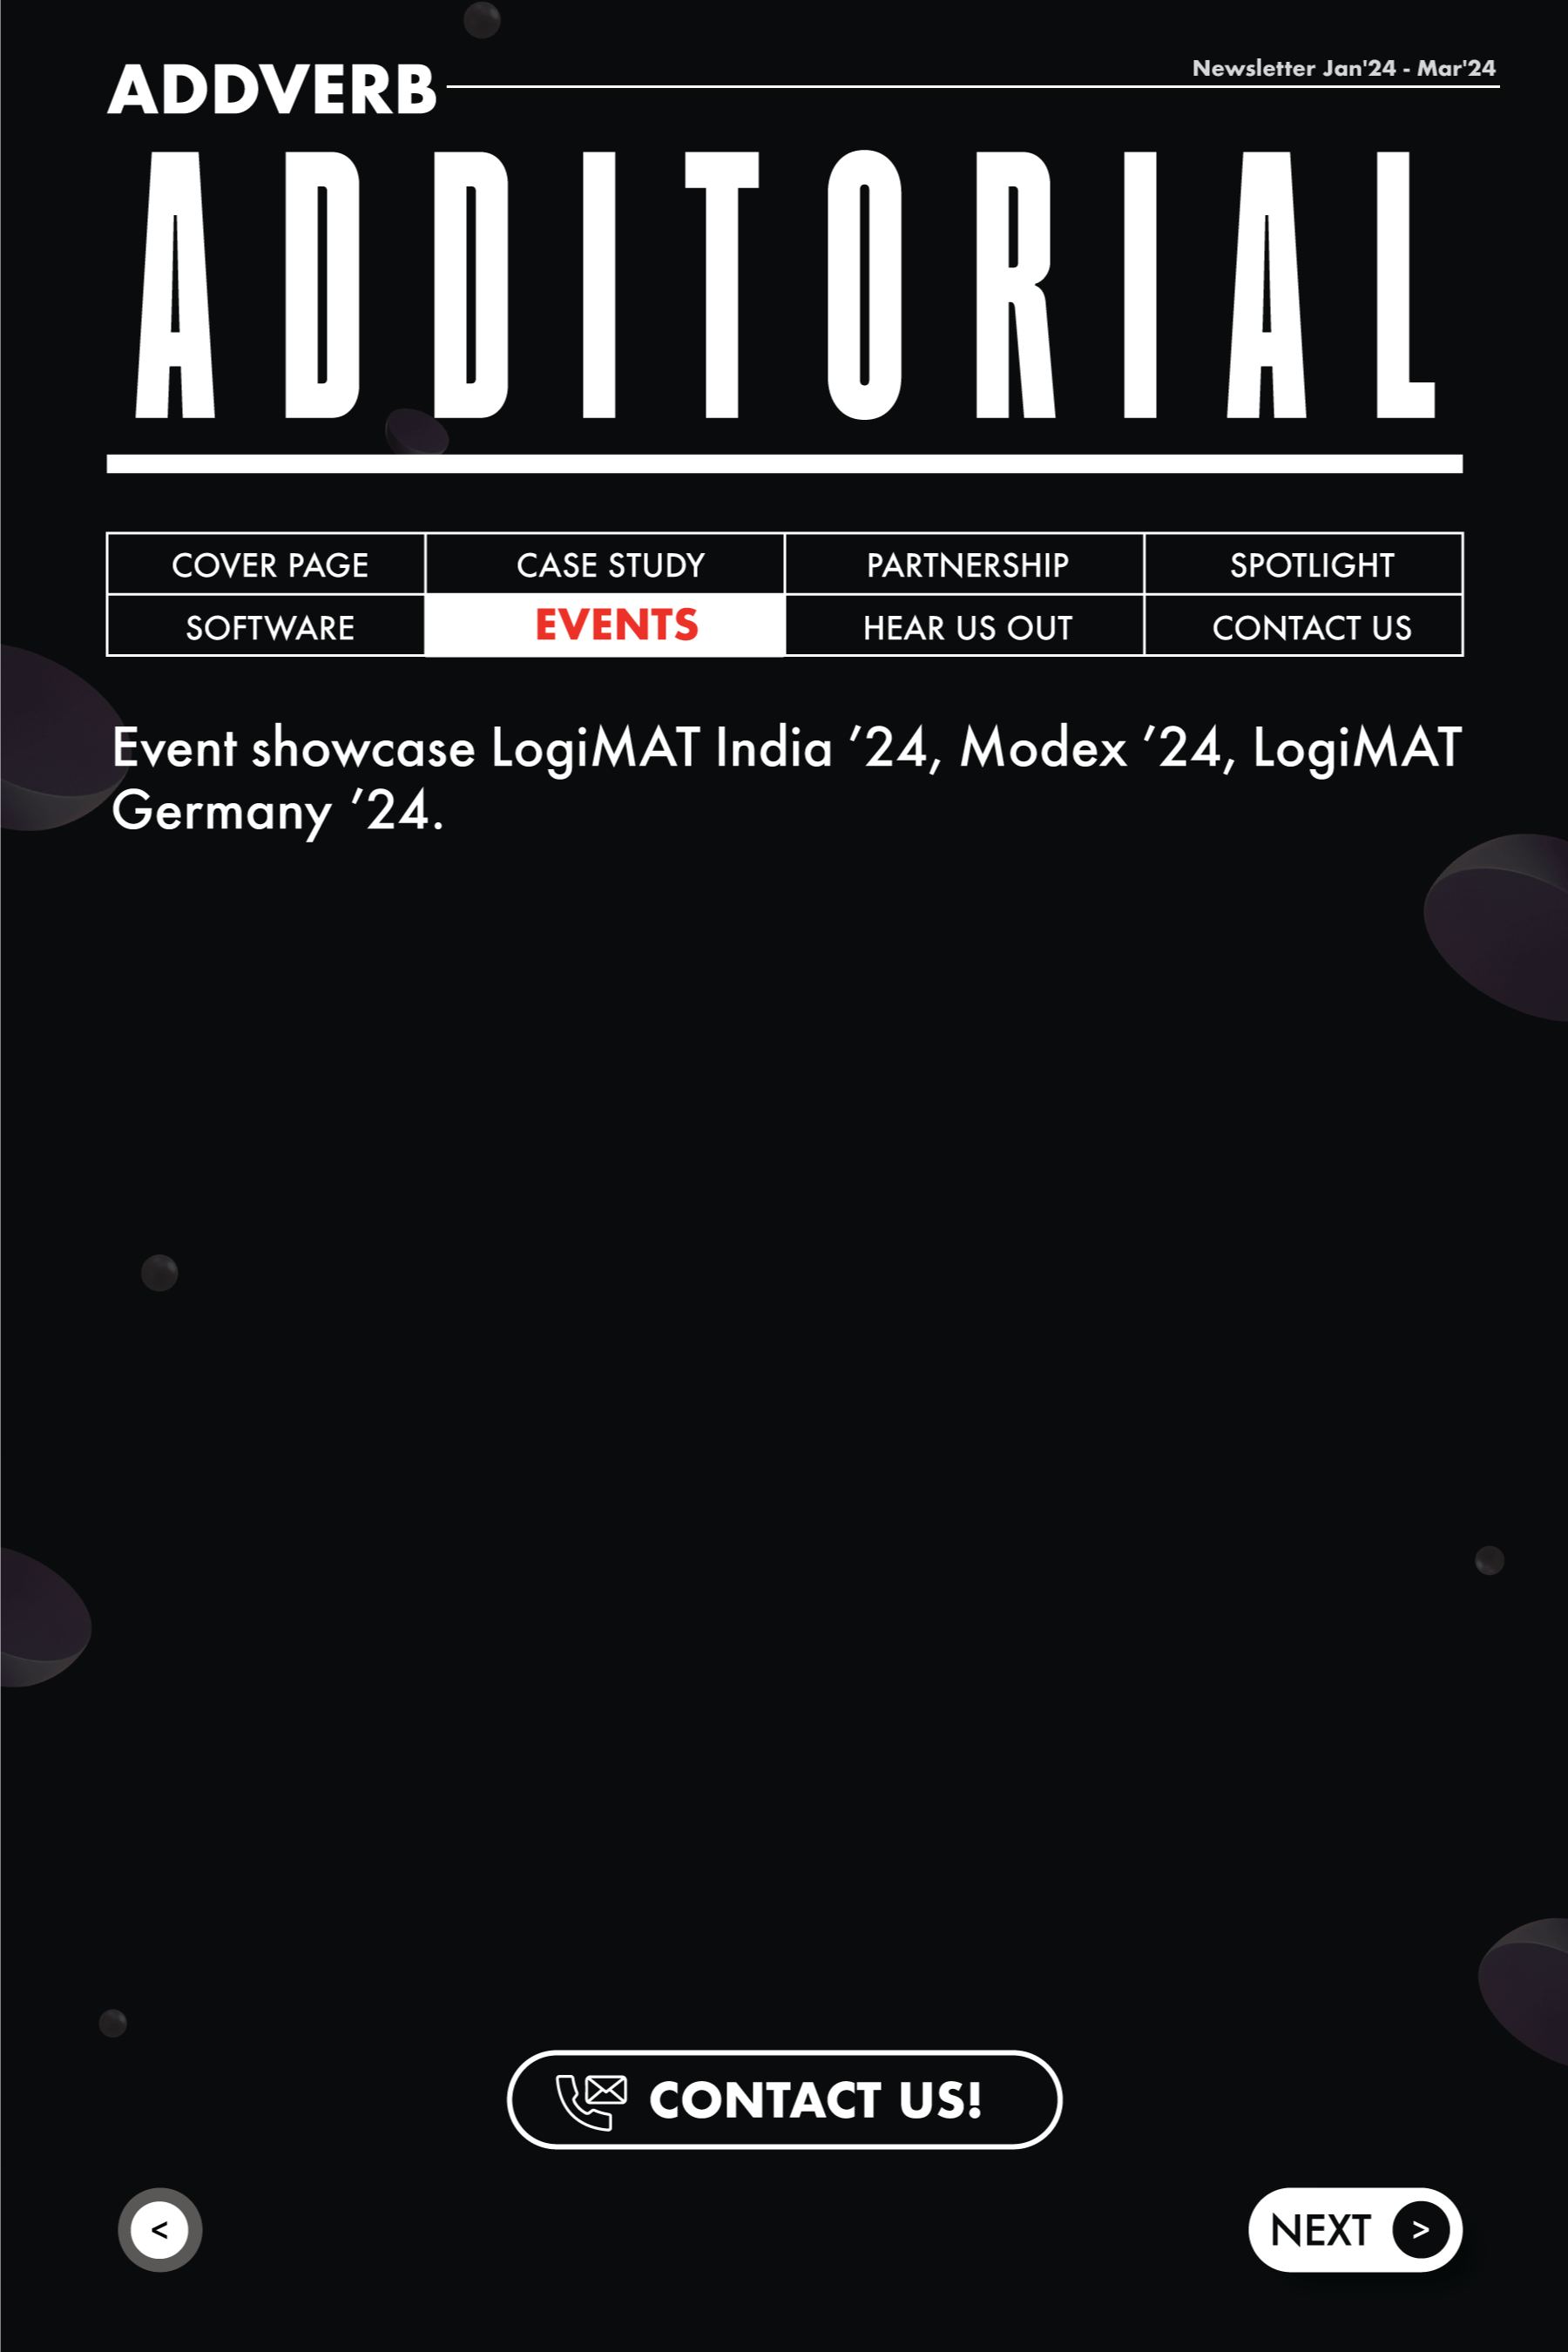 ADDVERB
Newsletter Jan'24 - Mar'24
ADDITORIAL
COVER PAGE
CASE STUDY
PARTNERSHIP
SPOTLIGHT
SOFTWARE
EVENTS
HEAR US OUT
CONTACT US
Event showcase LogiMAT India ’24, Modex ’24, LogiMAT
Germany ’24.
CONTACT US!
<
NEXT >